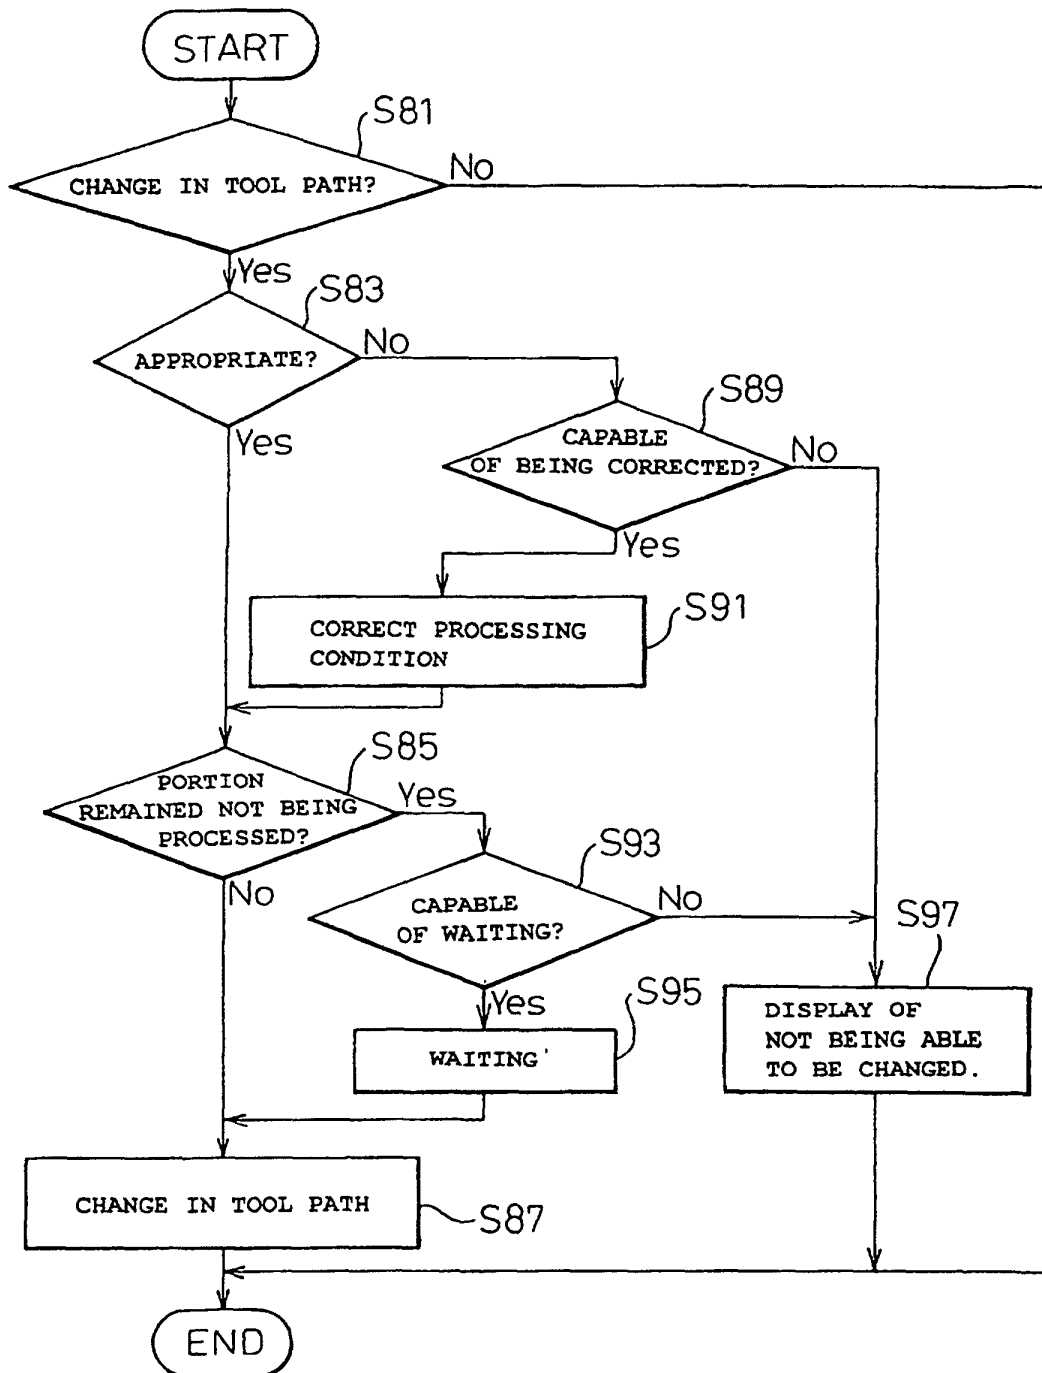 START
S81
CHANGE IN TOOL PATH?
No
Yes
S83
APPROPRIATE?
No
Yes
S89
CAPABLE
OF BEING CORRECTED?
No
Yes
S91
CORRECT PROCESSING
CONDITION
S85
PORTION
REMAINED NOT BEING
PROCESSED?
Yes
No
S93
CAPABLE
OF WAITING?
No
Yes
S95
WAITING
S97
DISPLAY OF
NOT BEING ABLE
TO BE CHANGED.
CHANGE IN TOOL PATH
S87
END